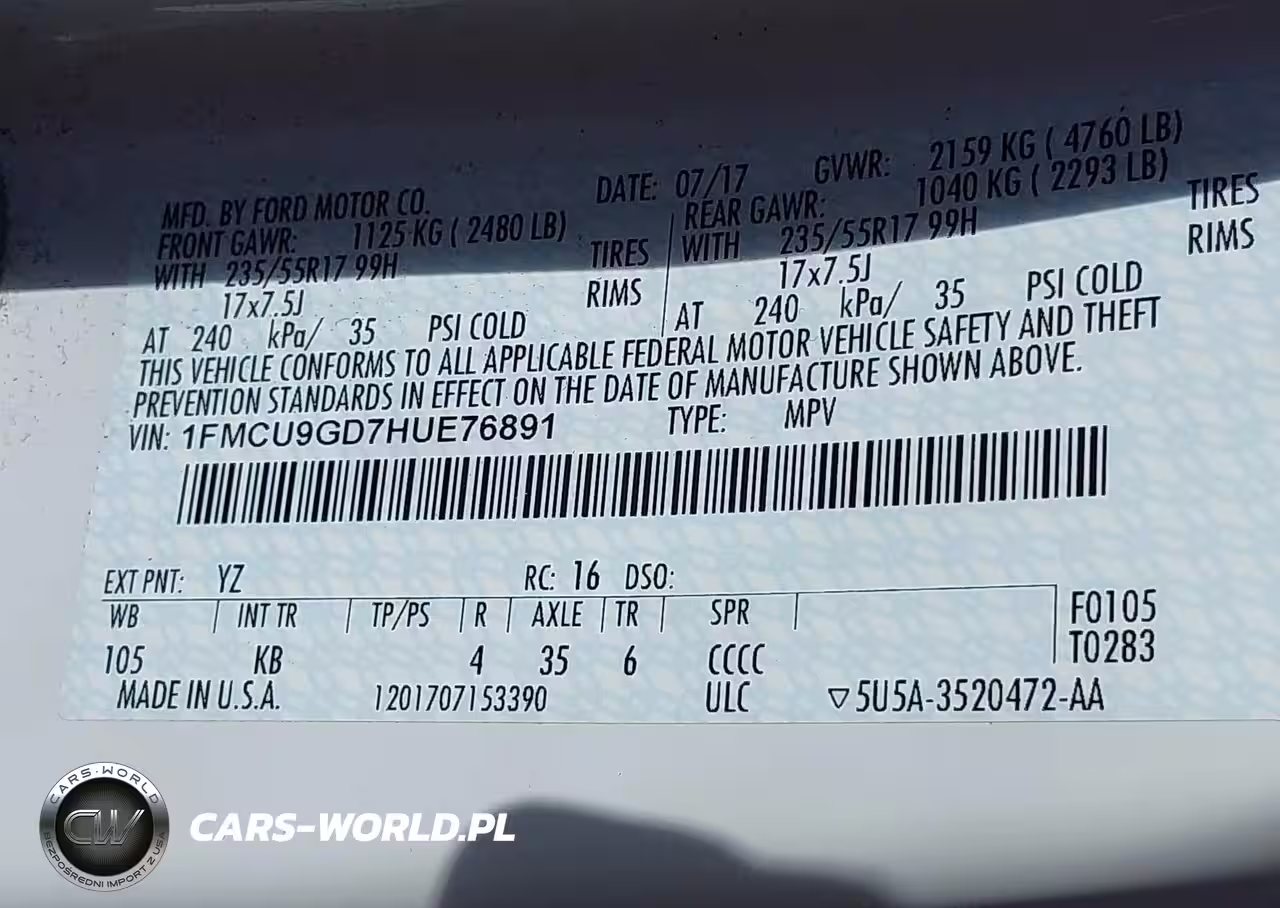 MFD. BY FORD MOTOR CO. DATE: 07/17 GVWR: 2159 KG ( 4760 LB)
FRONT GAWR: 1125 KG ( 2480 LB) REAR GAWR: 1040 KG ( 2293 LB)
WITH 235/55R17 99H TIRES WITH 235/55R17 99H TIRES
17x7.5J RIMS 17x7.5J RIMS
AT 240 kPa/ 35 PSI COLD AT 240 kPa/ 35 PSI COLD
THIS VEHICLE CONFORMS TO ALL APPLICABLE FEDERAL MOTOR VEHICLE SAFETY AND THEFT
PREVENTION STANDARDS IN EFFECT ON THE DATE OF MANUFACTURE SHOWN ABOVE.
VIN: 1FMCU9GD7HUE76891 TYPE: MPV
EXT PNT: YZ RC: 16 DSO:
WB INT TR TP/PS R AXLE TR SPR F0105
105 KB 4 35 6 CCCC T0283
MADE IN U.S.A. 1201707153390 ULC ▽5U5A-3520472-AA
CARS-WORLD
CW
BEZPOŚREDNI IMPORT Z USA
CARS-WORLD.PL